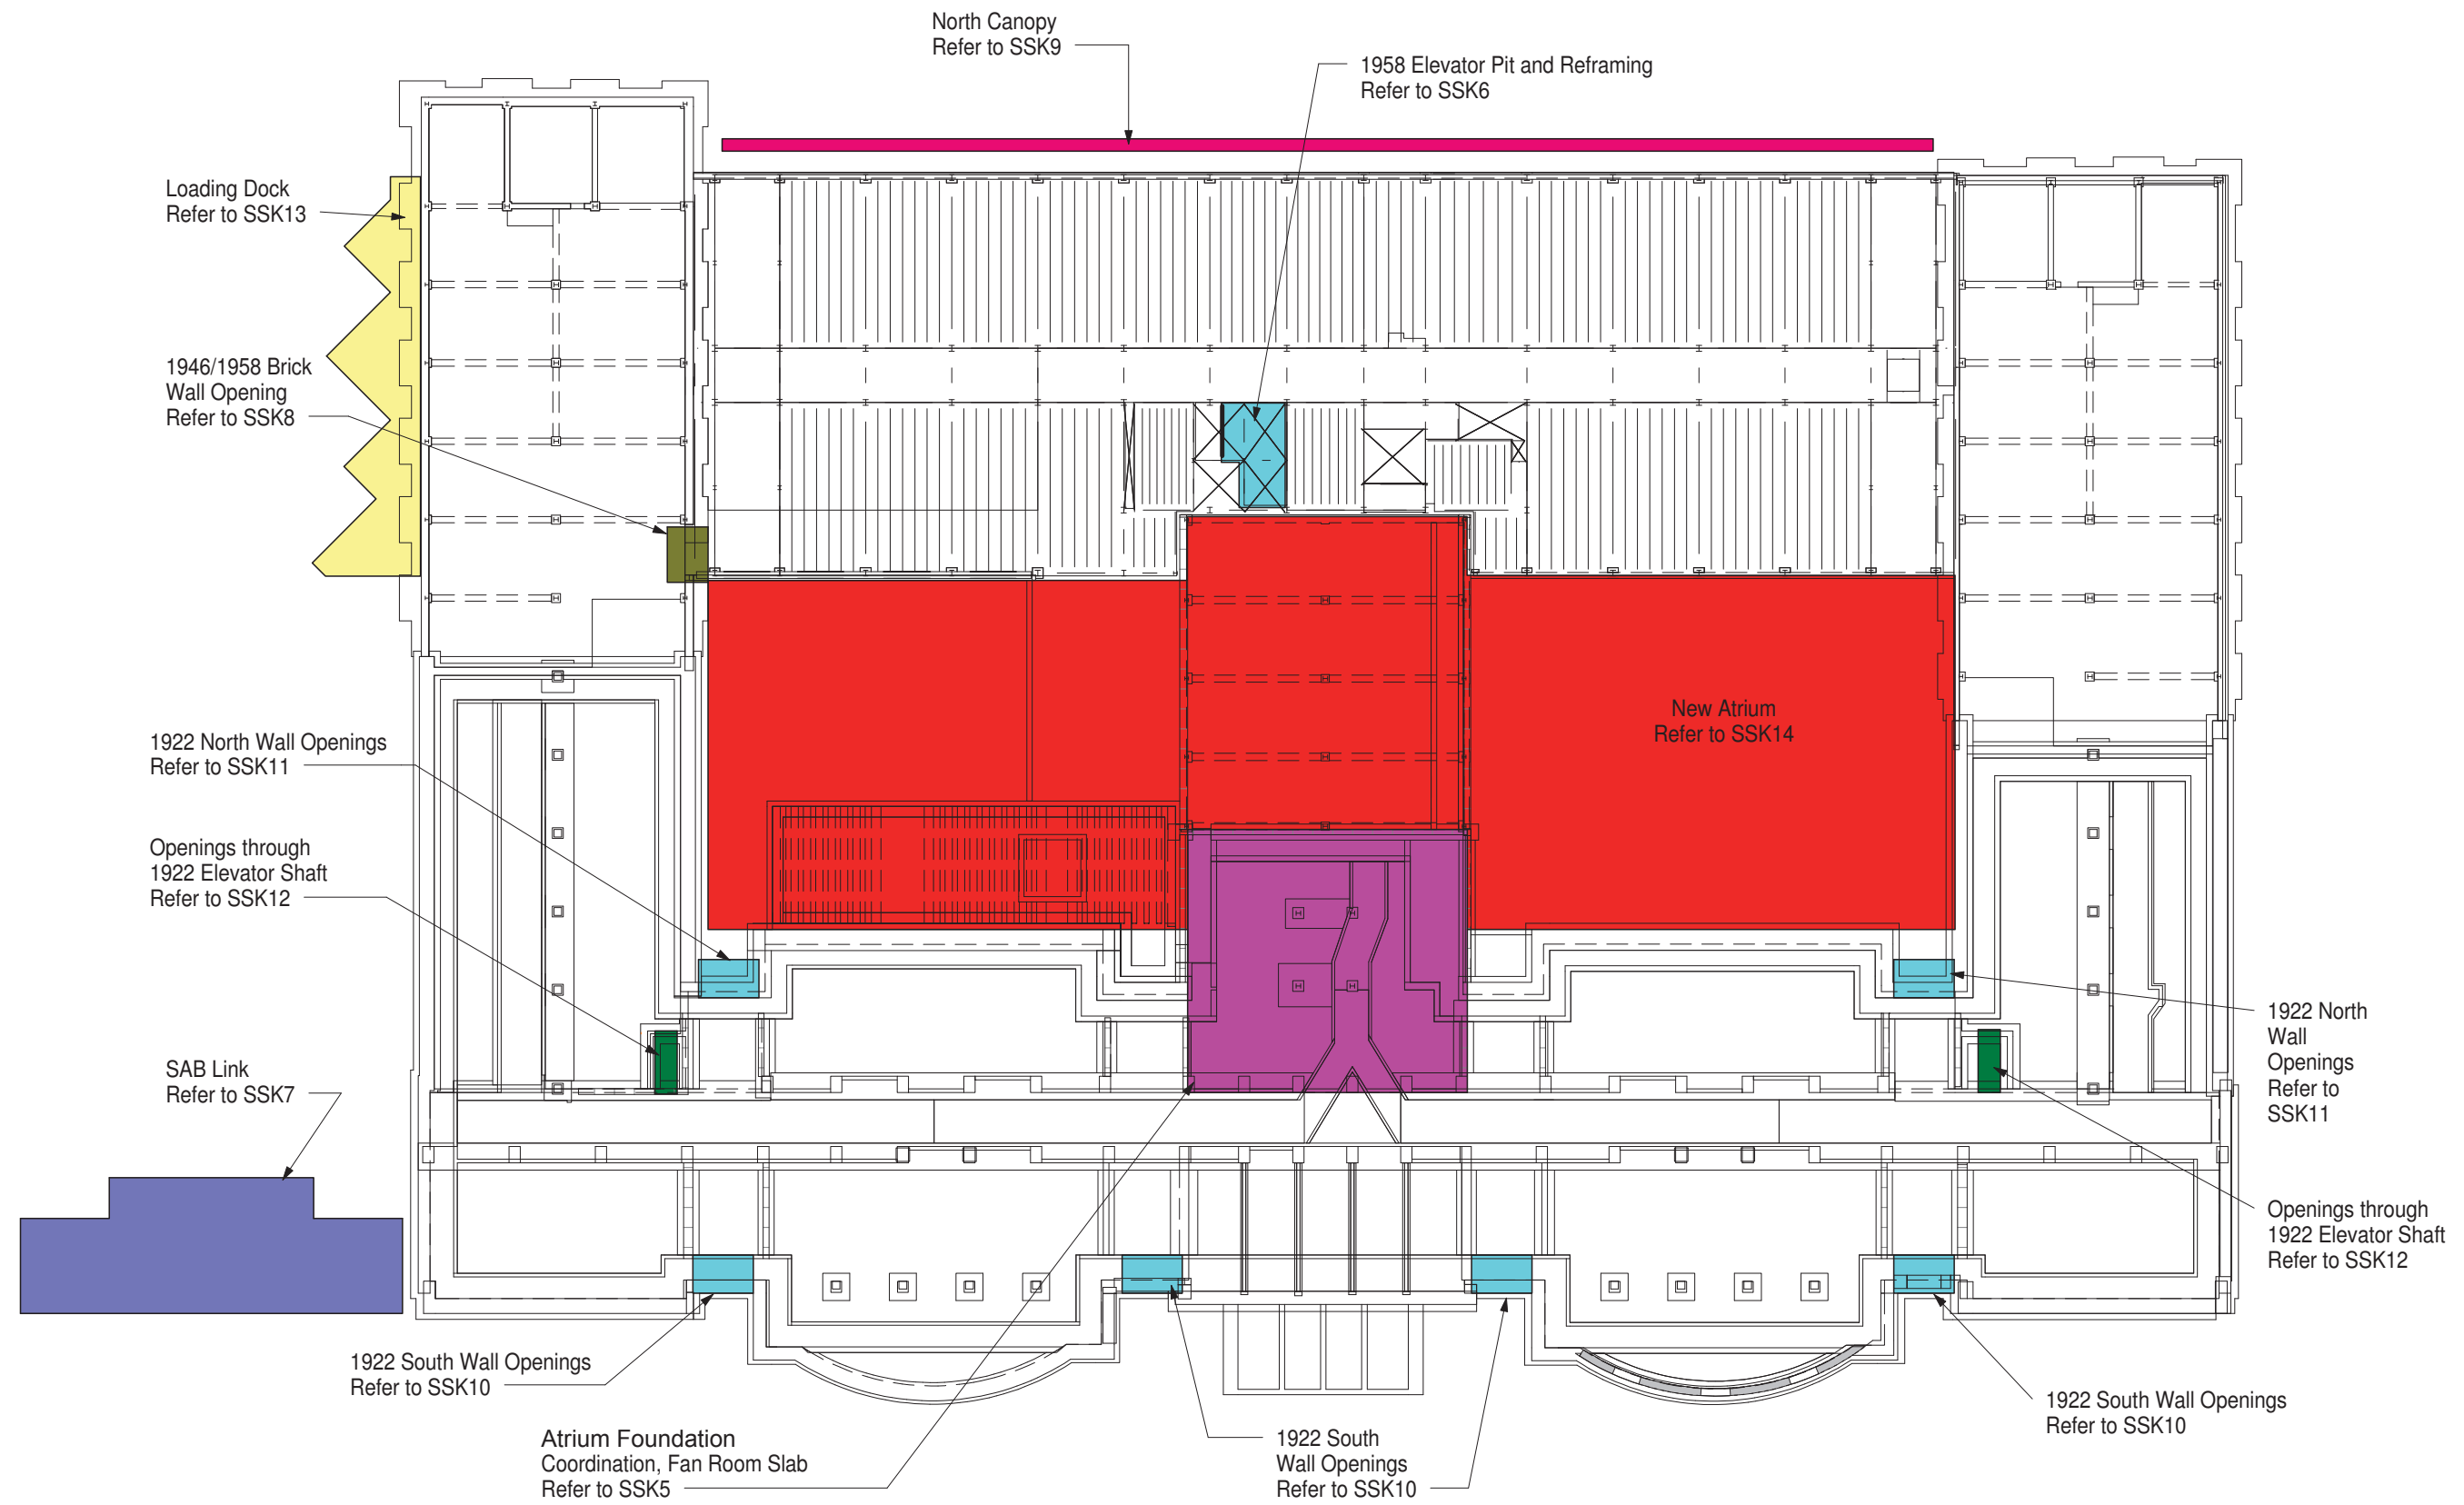 North Canopy
Refer to SSK9
1958 Elevator Pit and Reframing
Refer to SSK6
Loading Dock
Refer to SSK13
1946/1958 Brick
Wall Opening
Refer to SSK8
New Atrium
Refer to SSK14
1922 North Wall Openings
Refer to SSK11
Openings through
1922 Elevator Shaft
Refer to SSK12
SAB Link
Refer to SSK7
1922 North
Wall
Openings
Refer to
SSK11
Openings through
1922 Elevator Shaft
Refer to SSK12
1922 South Wall Openings
Refer to SSK10
Atrium Foundation
Coordination, Fan Room Slab
Refer to SSK5
1922 South
Wall Openings
Refer to SSK10
1922 South Wall Openings
Refer to SSK10